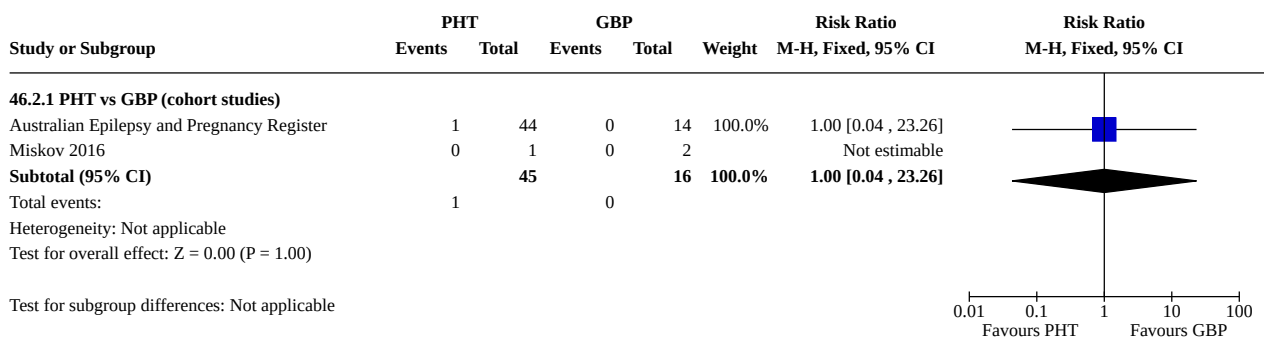 PHT GBP Risk Ratio Risk Ratio
Study or Subgroup Events Total Events Total Weight M-H, Fixed, 95% CI M-H, Fixed, 95% CI
46.2.1 PHT vs GBP (cohort studies)
Australian Epilepsy and Pregnancy Register 1 44 0 14 100.0% 1.00 [0.04 , 23.26]
Miskov 2016 0 1 0 2 Not estimable
Subtotal (95% CI) 45 16 100.0% 1.00 [0.04 , 23.26]
Total events: 1 0
Heterogeneity: Not applicable
Test for overall effect: Z = 0.00 (P = 1.00)
Test for subgroup differences: Not applicable
0.01 0.1 1 10 100
Favours PHT Favours GBP